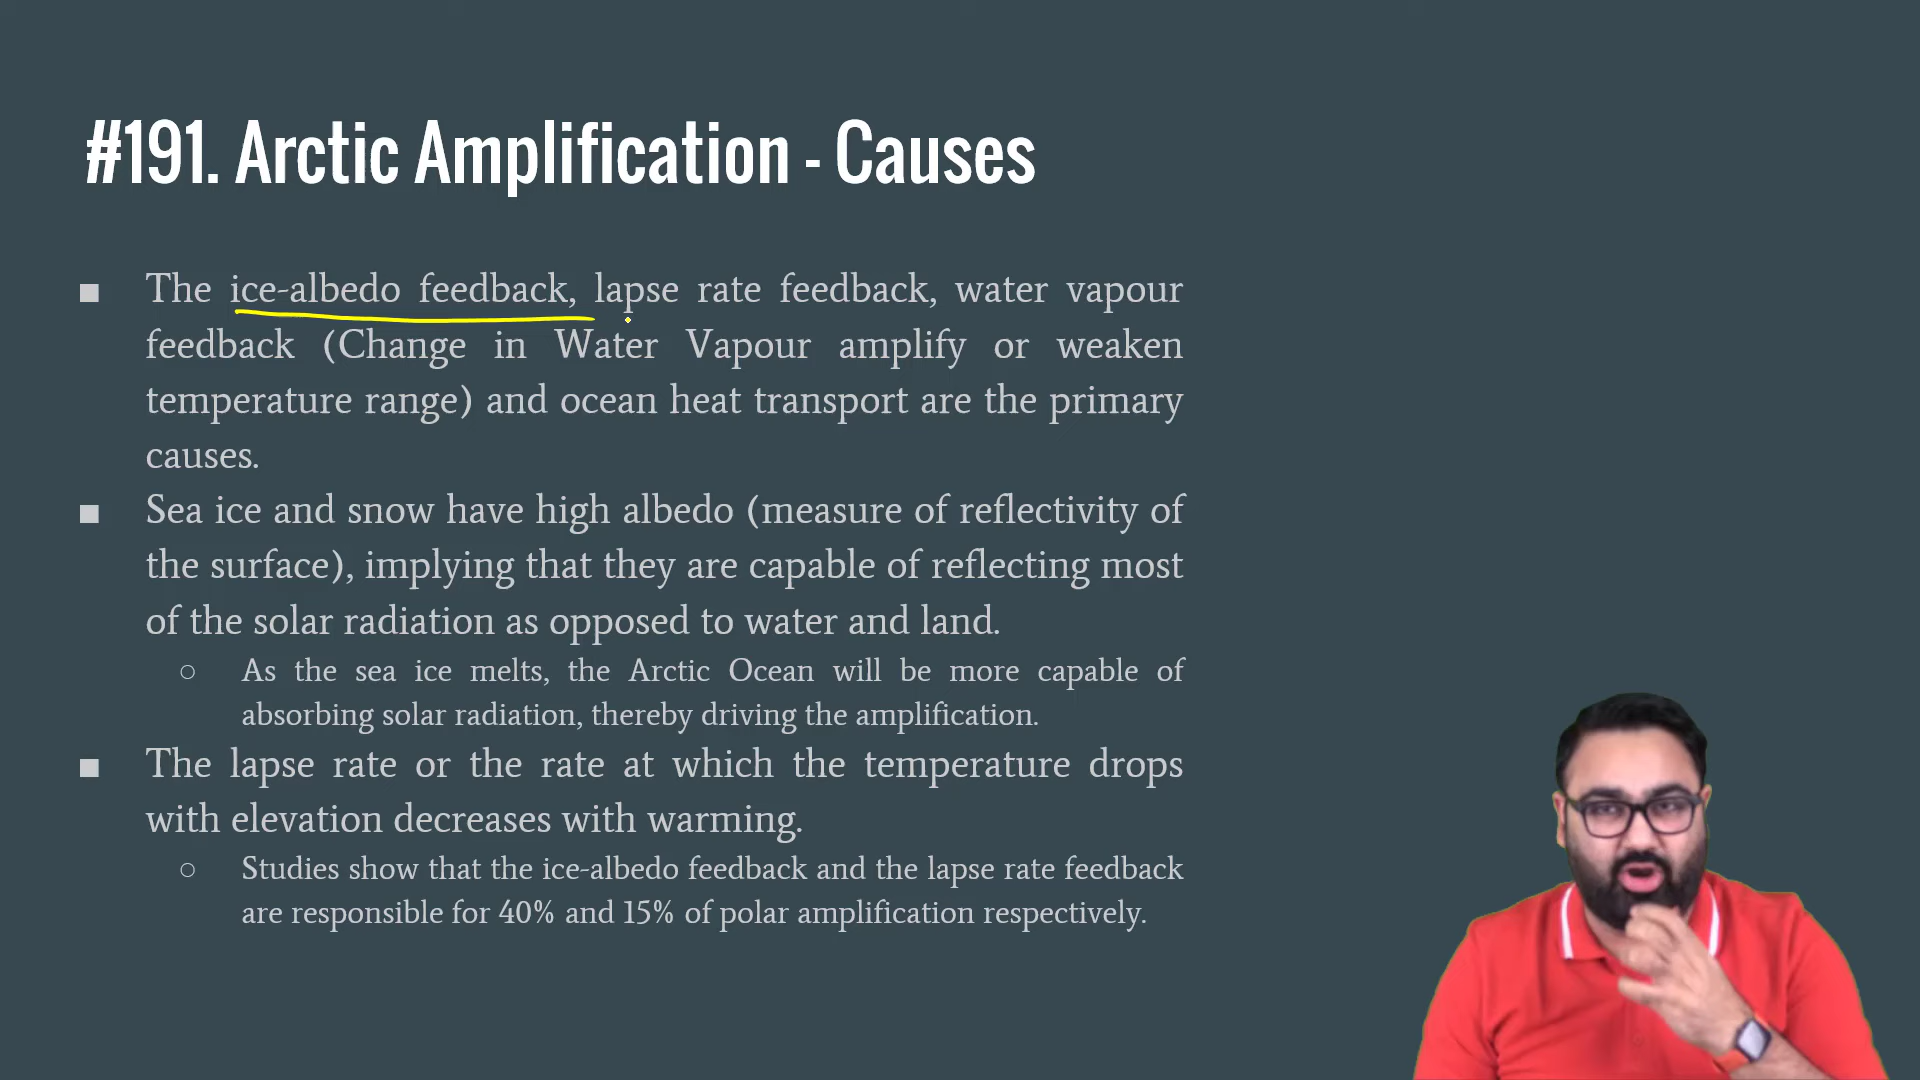 #191. Arctic Amplification - Causes
■ The ice-albedo feedback, lapse rate feedback, water vapour
feedback (Change in Water Vapour amplify or weaken
temperature range) and ocean heat transport are the primary
causes.
■ Sea ice and snow have high albedo (measure of reflectivity of
the surface), implying that they are capable of reflecting most
of the solar radiation as opposed to water and land.
○ As the sea ice melts, the Arctic Ocean will be more capable of
absorbing solar radiation, thereby driving the amplification.
■ The lapse rate or the rate at which the temperature drops
with elevation decreases with warming.
○ Studies show that the ice-albedo feedback and the lapse rate feedback
are responsible for 40% and 15% of polar amplification respectively.